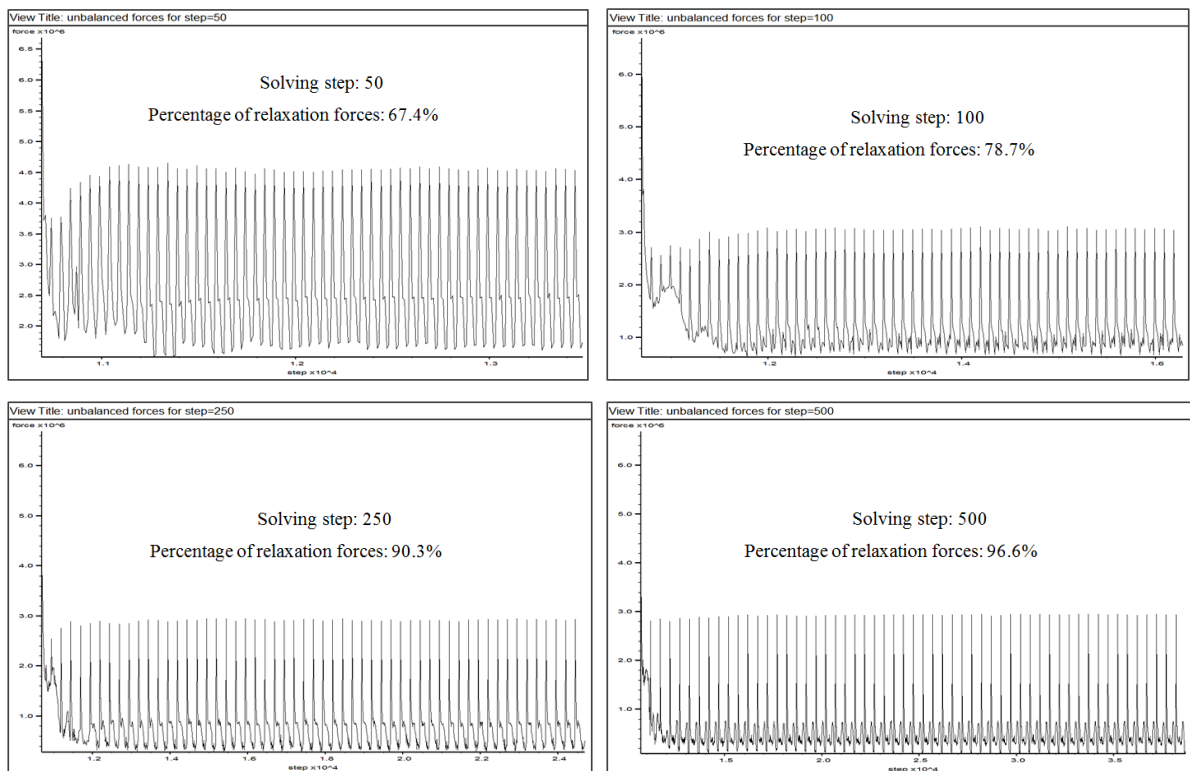 View Title: unbalanced forces for step=50
force x10^6
6.5
6.0
5.5
5.0
4.5
4.0
3.5
3.0
2.5
2.0
Solving step: 50
Percentage of relaxation forces: 67.4%
1.1
1.2
1.3
step x10^4
View Title: unbalanced forces for step=100
force x10^6
6.0
5.0
4.0
3.0
2.0
1.0
Solving step: 100
Percentage of relaxation forces: 78.7%
1.2
1.4
1.6
step x10^4
View Title: unbalanced forces for step=250
force x10^6
6.0
5.0
4.0
3.0
2.0
1.0
Solving step: 250
Percentage of relaxation forces: 90.3%
1.2
1.4
1.6
1.8
2.0
2.2
2.4
step x10^4
View Title: unbalanced forces for step=500
force x10^6
6.0
5.0
4.0
3.0
2.0
1.0
Solving step: 500
Percentage of relaxation forces: 96.6%
1.5
2.0
2.5
3.0
3.5
step x10^4